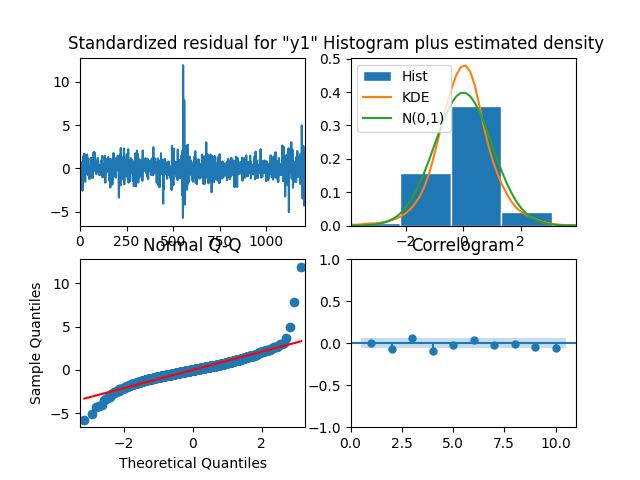 Standardized residual for "y1"
10
5
0
−5
0 250 500 750 1000
Histogram plus estimated density
Hist
KDE
N(0,1)
0.5
0.4
0.3
0.2
0.1
0.0
−2 0 2
Normal Q-Q
Sample Quantiles
10
5
0
−5
−2 0 2
Theoretical Quantiles
Correlogram
1.0
0.5
0.0
−0.5
−1.0
0.0 2.5 5.0 7.5 10.0